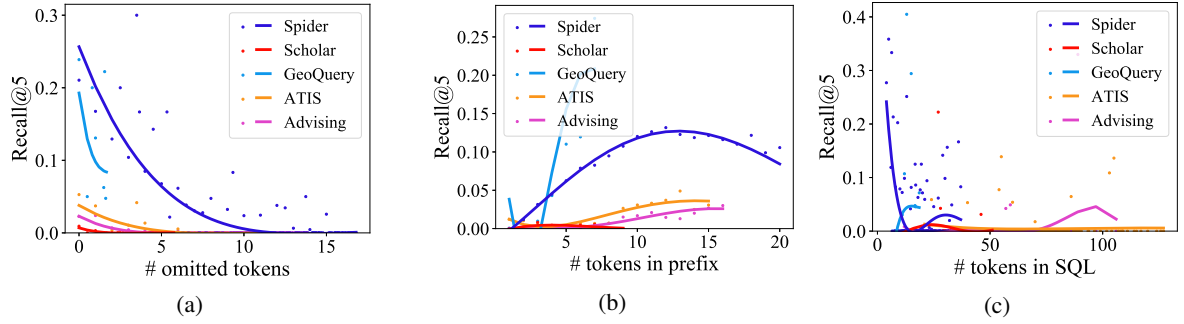 0.3
0.2
0.1
0.0
Recall@5
Spider
Scholar
GeoQuery
ATIS
Advising
0 5 10 15
# omitted tokens
(a)
0.25
0.20
0.15
0.10
0.05
0.00
Recall@5
Spider
Scholar
GeoQuery
ATIS
Advising
5 10 15 20
# tokens in prefix
(b)
0.4
0.3
0.2
0.1
0.0
Recall@5
Spider
Scholar
GeoQuery
ATIS
Advising
0 50 100
# tokens in SQL
(c)